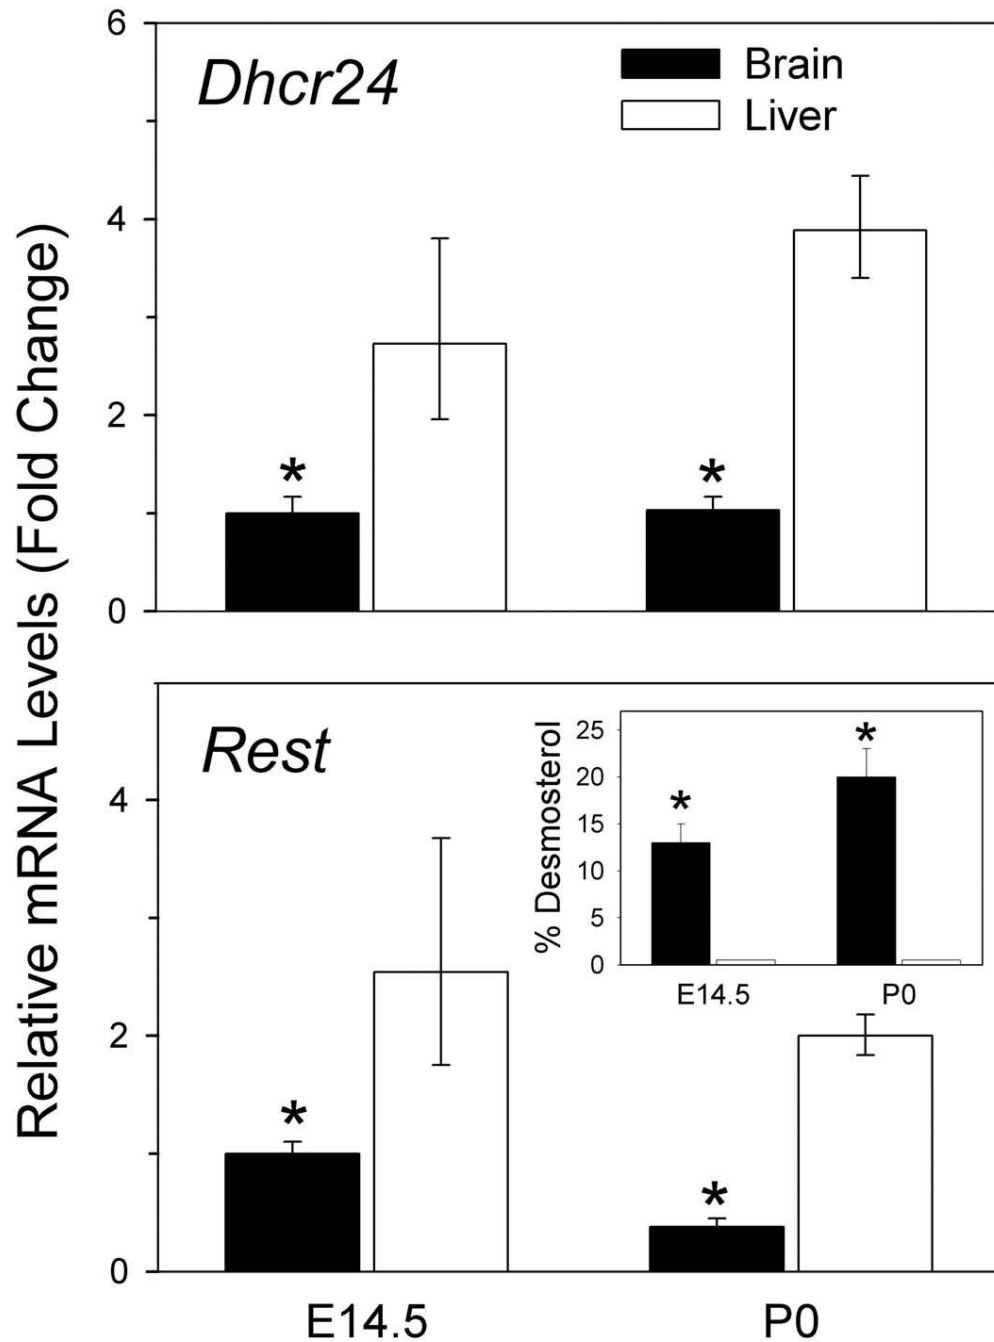 Relative mRNA Levels (Fold Change)
6
4
2
0
Dhcr24
Brain
Liver
*
*
4
2
0
Rest
*
*
% Desmosterol
25
20
15
10
5
0
*
*
E14.5 P0
E14.5 P0